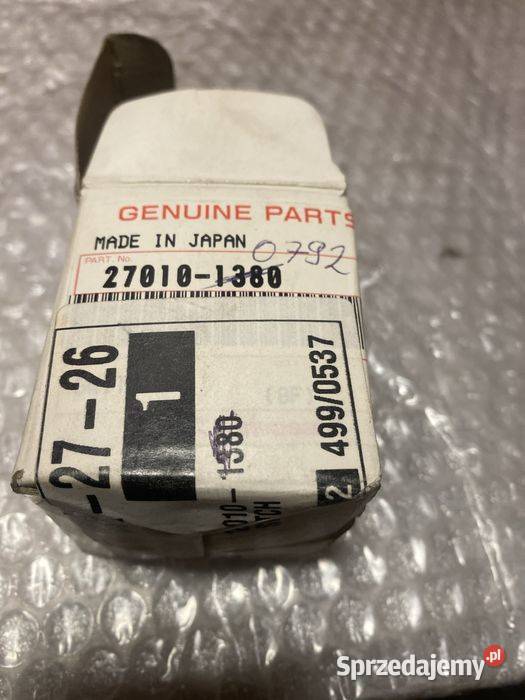 GENUINE PARTS
MADE IN JAPAN
0792
PART. No.
27010-1380
-27-26
1
010-1380
TCH
499/0537
2
Sprzedajemy.pl